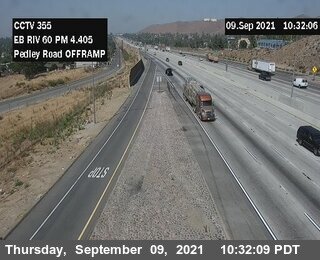 CCTV 355
09.Sep 2021 10:32:06
EB RIV 60 PM 4.405
Pedley Road OFFRAMP
STOP
Thursday, September 09, 2021 10:32:09 PDT